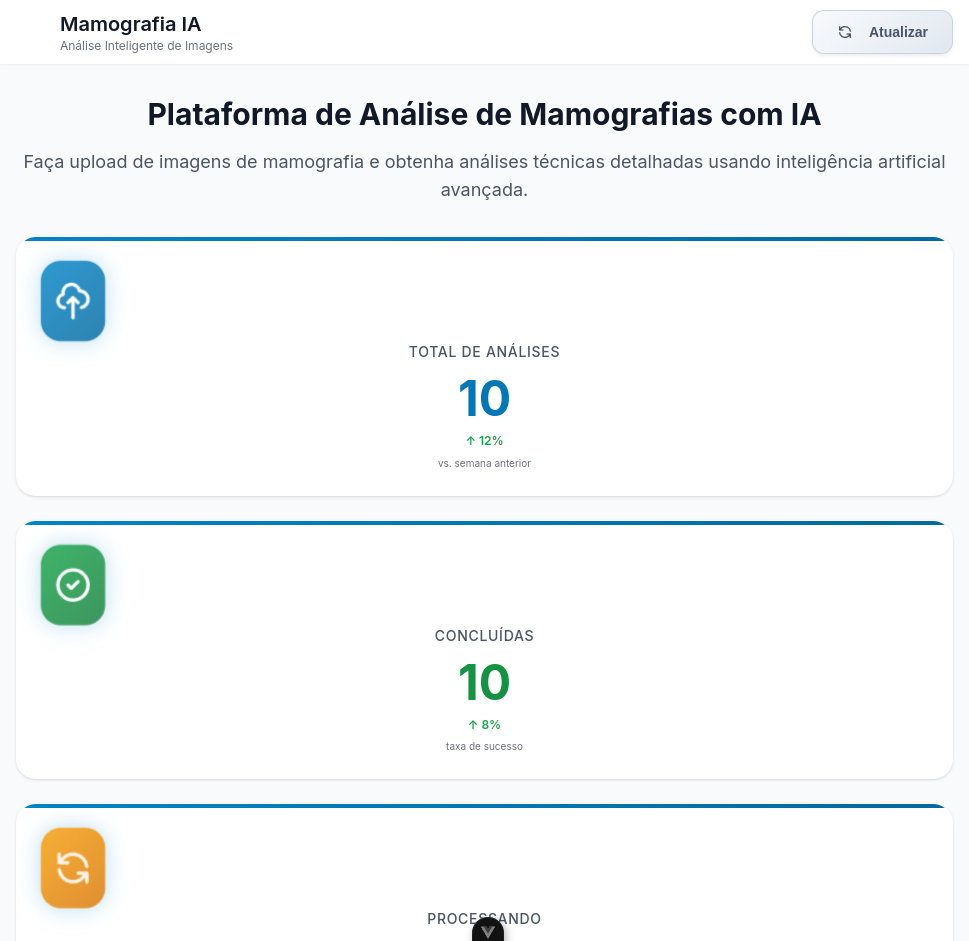 Mamografia IA
Análise Inteligente de Imagens
Atualizar
Plataforma de Análise de Mamografias com IA
Faça upload de imagens de mamografia e obtenha análises técnicas detalhadas usando inteligência artificial
avançada.
TOTAL DE ANÁLISES
10
↑ 12%
vs. semana anterior
CONCLUÍDAS
10
↑ 8%
taxa de sucesso
PROCESSANDO